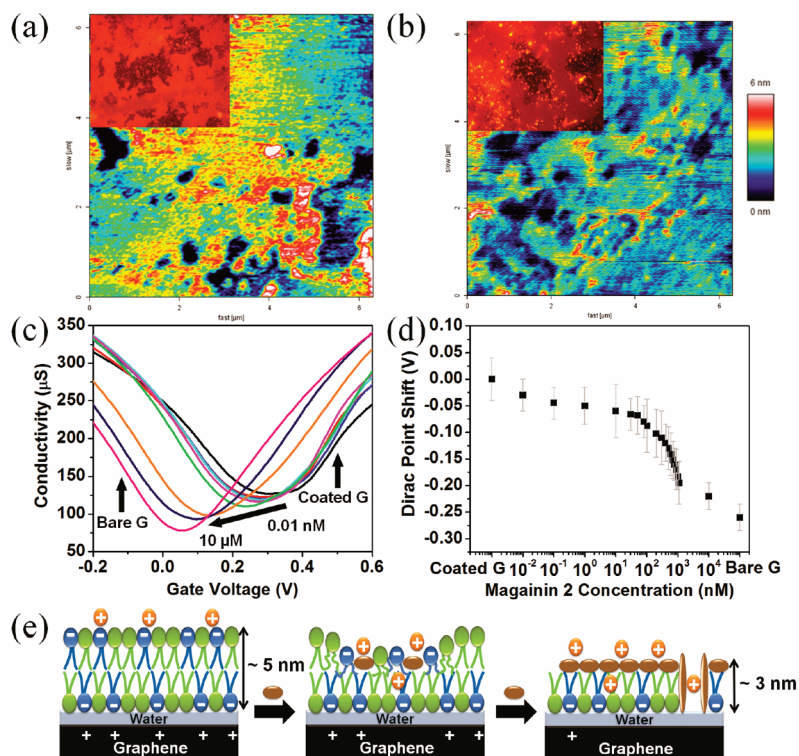 (a)
(b)
6
4
2
0
slow [µm]
0
2
4
6
fast [µm]
6
4
2
0
slow [µm]
0
2
4
6
6 nm
0 nm
(c)
350
300
250
200
150
100
50
Conductivity (µS)
Bare G
Coated G
0.01 nM
10 µM
-0.2
0.0
0.2
0.4
0.6
Gate Voltage (V)
(d)
0.10
0.05
0.00
-0.05
-0.10
-0.15
-0.20
-0.25
-0.30
Dirac Point Shift (V)
Coated G 10⁻² 10⁻¹ 10⁰ 10¹ 10² 10³ 10⁴ Bare G
Magainin 2 Concentration (nM)
(e)
~ 5 nm
~ 3 nm
Water
Water
Water
+ + + + +
+ + +
+
Graphene
Graphene
Graphene